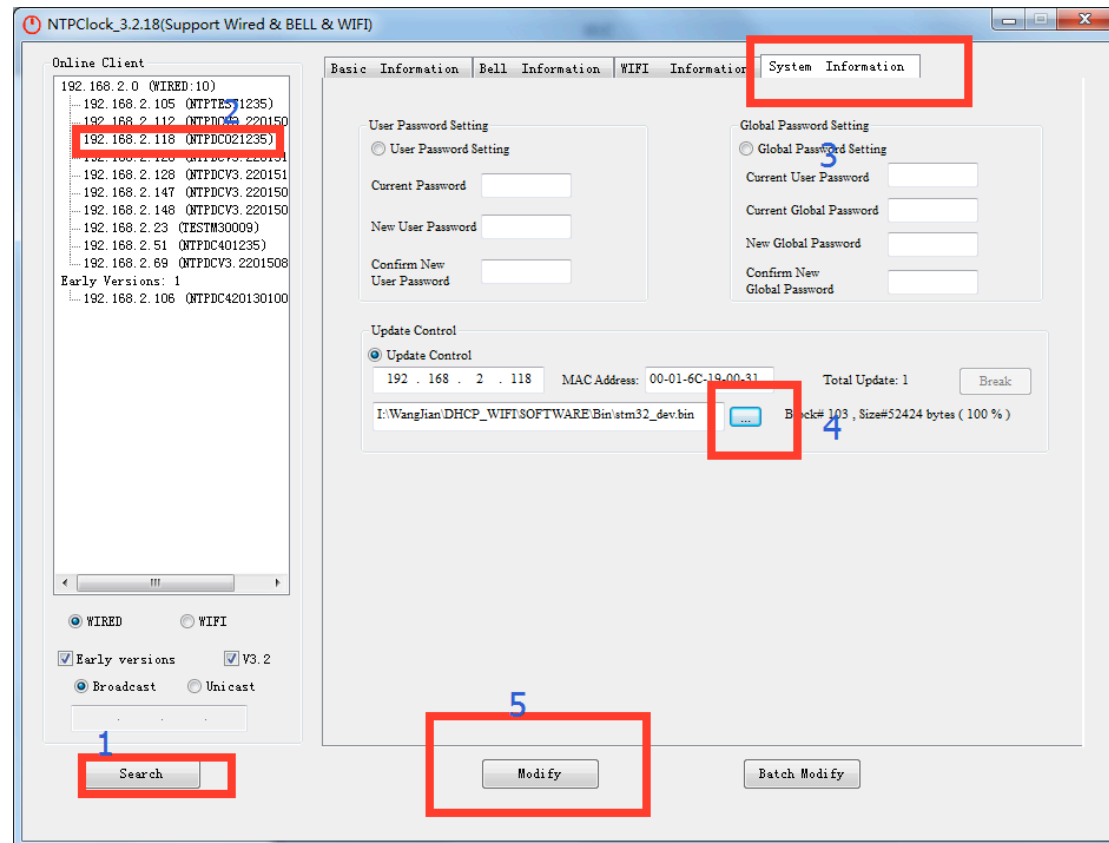 NTPClock_3.2.18(Support Wired & BELL & WIFI)
Online Client
192.168.2.0 (WIRED:10)
192.168.2.105 (NTPTEST1235)
2
192.168.2.112
192.168.2.118 (NTPDC021235)
192.168.2.128 (NTPDCV3.220151
192.168.2.147 (NTPDCV3.220150
192.168.2.148 (NTPDCV3.220150
192.168.2.23 (TESTM30009)
192.168.2.51 (NTPDC401235)
192.168.2.69 (NTPDCV3.2201508
Early Versions: 1
192.168.2.106 (NTPDC420130100
WIRED WIFI
Early versions V3.2
Broadcast Unicast
1
Search
Basic Information Bell Information WIFI Information System Information
User Password Setting
User Password Setting
Current Password
New User Password
Confirm New
User Password
Global Password Setting
Global Password Setting
3
Current User Password
Current Global Password
New Global Password
Confirm New
Global Password
Update Control
Update Control
192 . 168 . 2 . 118 MAC Address: 00-01-6C-19-00-31 Total Update: 1 Break
I:\WangJian\DHCP_WIFI\SOFTWARE\Bin\stm32_dev.bin ... Block# 103 , Size#52424 bytes ( 100 % )
4
5
Modify Batch Modify